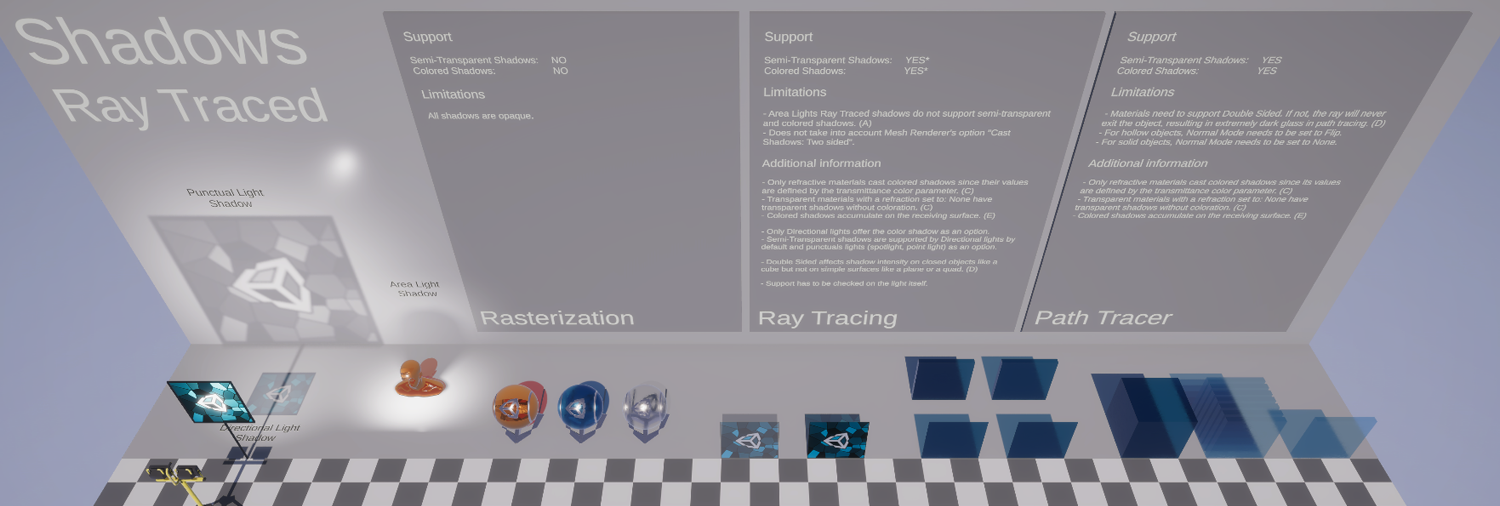 Shadows
Ray Traced
Punctual Light
Shadow
Area Light
Shadow
Directional Light
Shadow
Support
Semi-Transparent Shadows: NO
Colored Shadows: NO
Limitations
All shadows are opaque.
Rasterization
Support
Semi-Transparent Shadows: YES*
Colored Shadows: YES*
Limitations
- Area Lights Ray Traced shadows do not support semi-transparent
and colored shadows. (A)
- Does not take into account Mesh Renderer's option "Cast
Shadows: Two sided".
Additional information
- Only refractive materials cast colored shadows since their values
are defined by the transmittance color parameter. (C)
- Transparent materials with a refraction set to: None have
transparent shadows without coloration. (C)
- Colored shadows accumulate on the receiving surface. (E)
- Only Directional lights offer the color shadow as an option.
- Semi-Transparent shadows are supported by Directional lights by
default and punctuals lights (spotlight, point light) as an option.
- Double Sided affects shadow intensity on closed objects like a
cube but not on simple surfaces like a plane or a quad. (D)
- Support has to be checked on the light itself.
Ray Tracing
Support
Semi-Transparent Shadows: YES
Colored Shadows: YES
Limitations
- Materials need to support Double Sided. If not, the ray will never
exit the object, resulting in extremely dark glass in path tracing. (D)
- For hollow objects, Normal Mode needs to be set to Flip.
- For solid objects, Normal Mode needs to be set to None.
Additional information
- Only refractive materials cast colored shadows since its values
are defined by the transmittance color parameter. (C)
- Transparent materials with a refraction set to: None have
transparent shadows without coloration. (C)
- Colored shadows accumulate on the receiving surface. (E)
Path Tracer